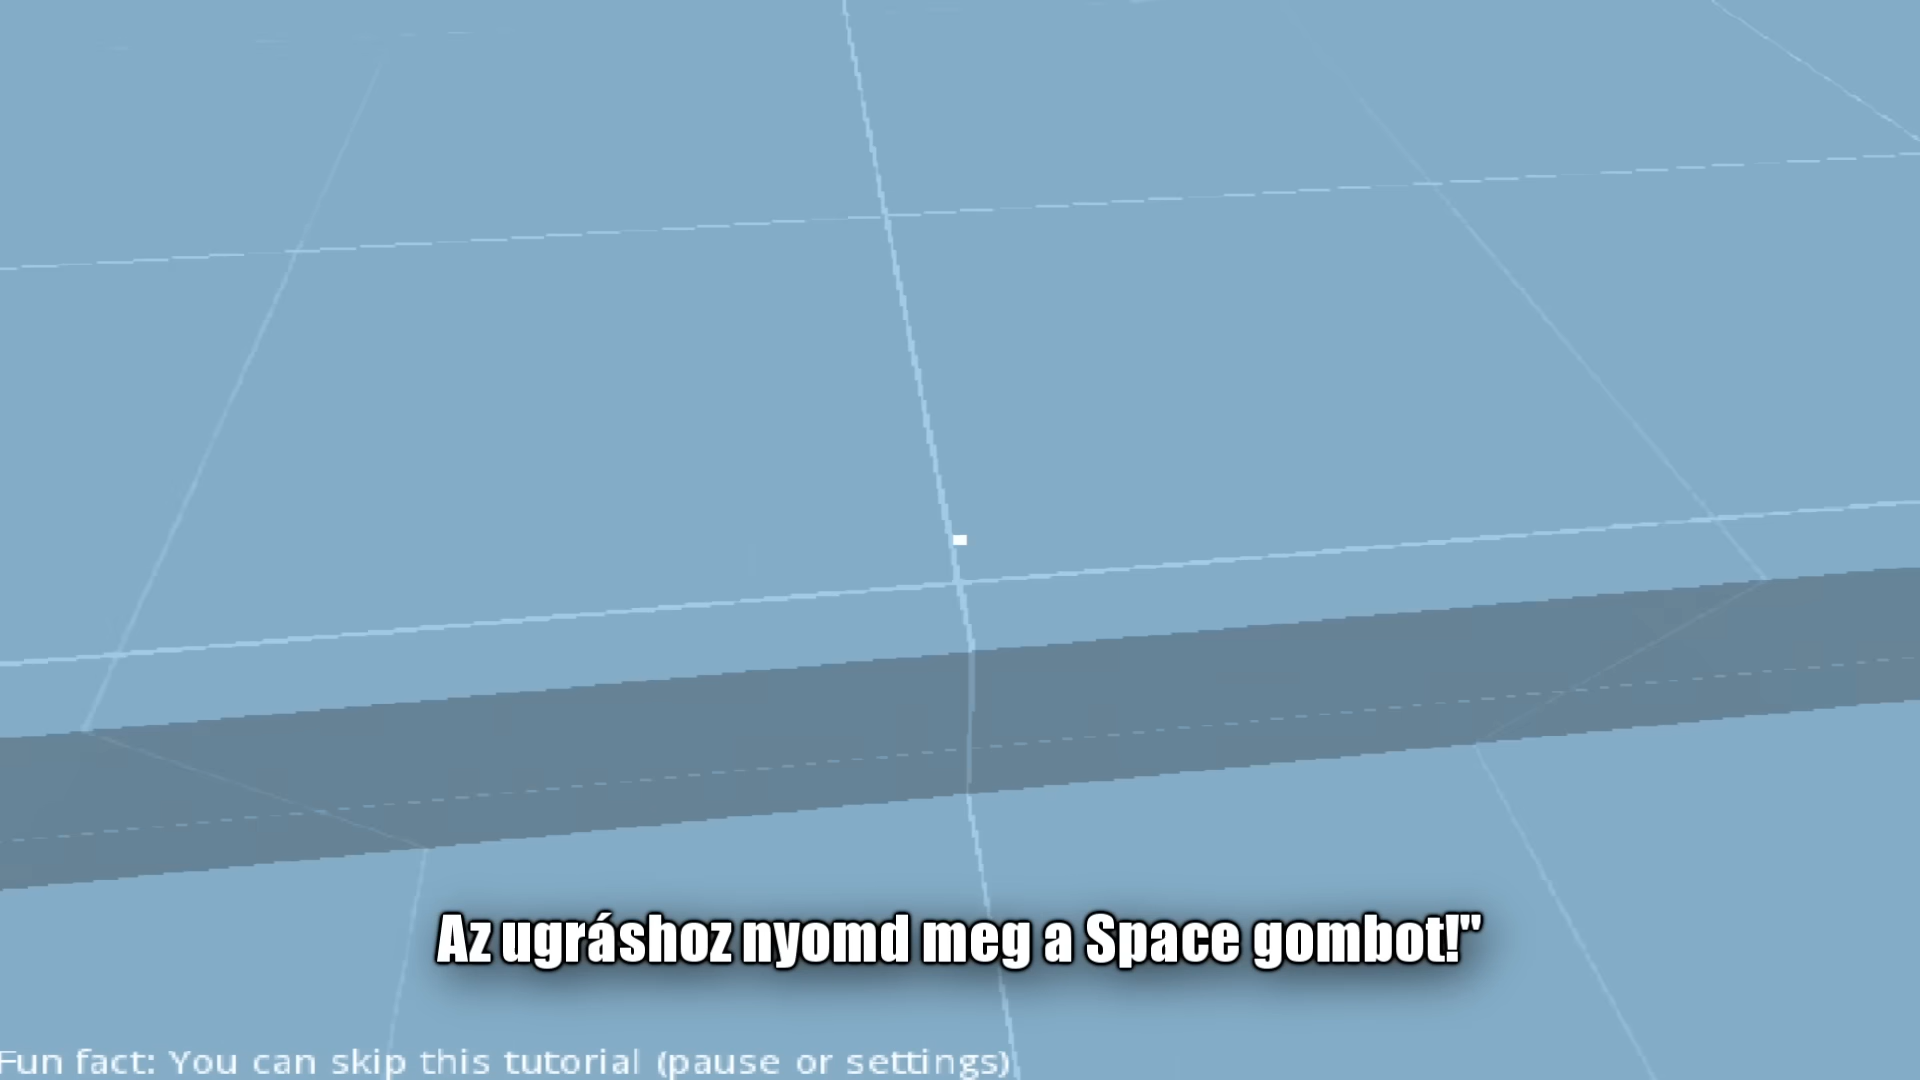 Az ugráshoz nyomd meg a Space gombot!"
Fun fact: You can skip this tutorial (pause or settings)